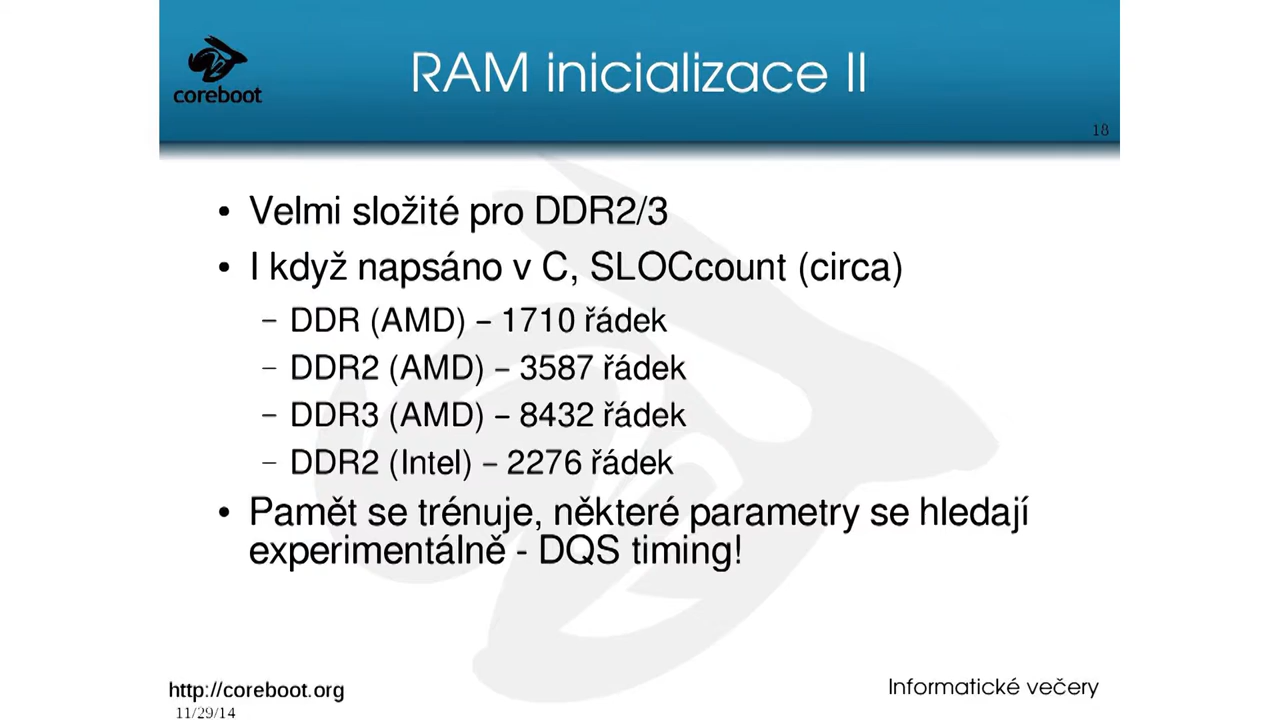 coreboot
RAM inicializace II
18
• Velmi složité pro DDR2/3
• I když napsáno v C, SLOCcount (circa)
– DDR (AMD) – 1710 řádek
– DDR2 (AMD) – 3587 řádek
– DDR3 (AMD) – 8432 řádek
– DDR2 (Intel) – 2276 řádek
• Pamět se trénuje, některé parametry se hledají
experimentálně - DQS timing!
http://coreboot.org
Informatické večery
11/29/14